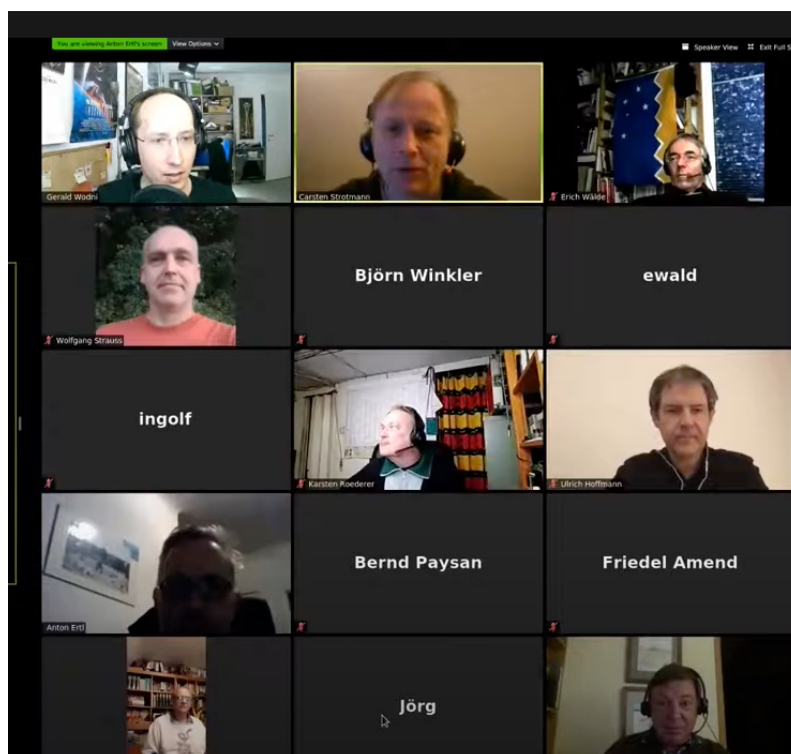 You are viewing Anton Ertl's screen
View Options
Speaker View
Exit Full S
Gerald Wodni
Carsten Strotmann
Erich Wälde
Wolfgang Strauss
Björn Winkler
ewald
ingolf
Karsten Roederer
Ulrich Hoffmann
Anton Ertl
Bernd Paysan
Friedel Amend
Jörg